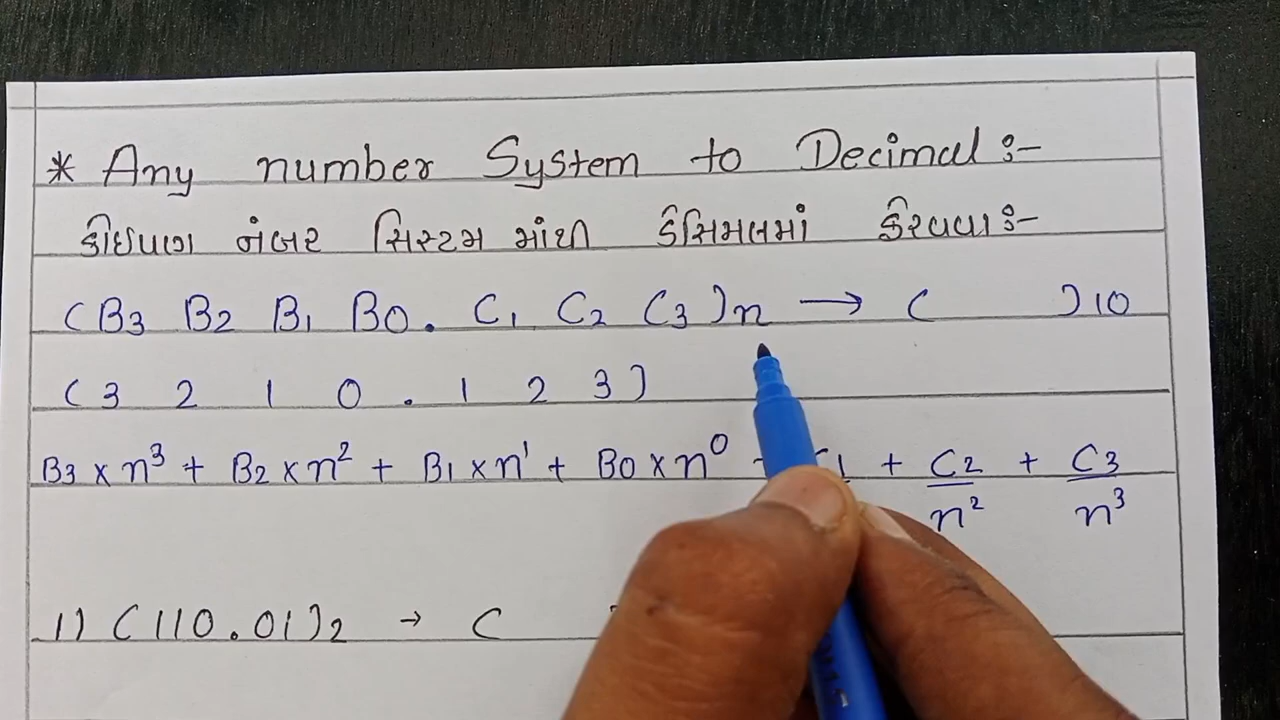 * Any number System to Decimal :-
કોઇપણ નંબર સિસ્ટમ માંથી ડેસિમલમાં ફેરવવા :-
(B3 B2 B1 B0 . C1 C2 C3)n → ( )10
(3 2 1 0 . 1 2 3)
B3 × n³ + B2 × n² + B1 × n¹ + B0 × n⁰ + C2/n² + C3/n³
1) (110.01)2 → (